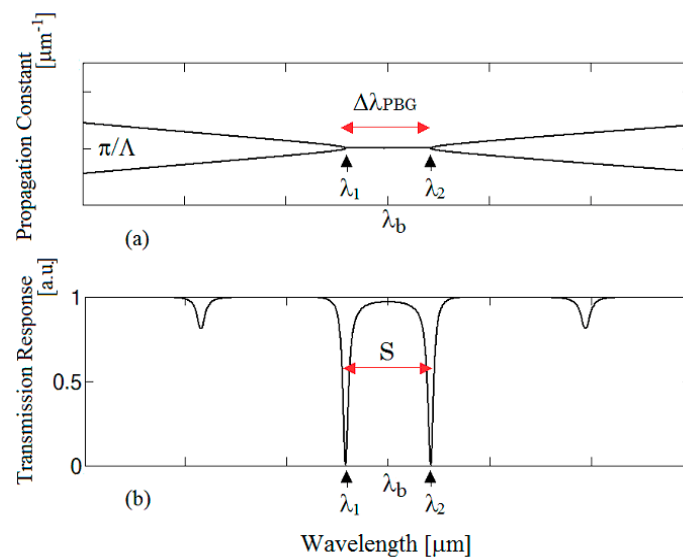 Propagation Constant
[μm⁻¹]
ΔλPBG
π/Λ
λ₁
λ₂
λb
(a)
Transmission Response
[a.u.]
1
0.5
0
S
λb
λ₁
λ₂
(b)
Wavelength [μm]